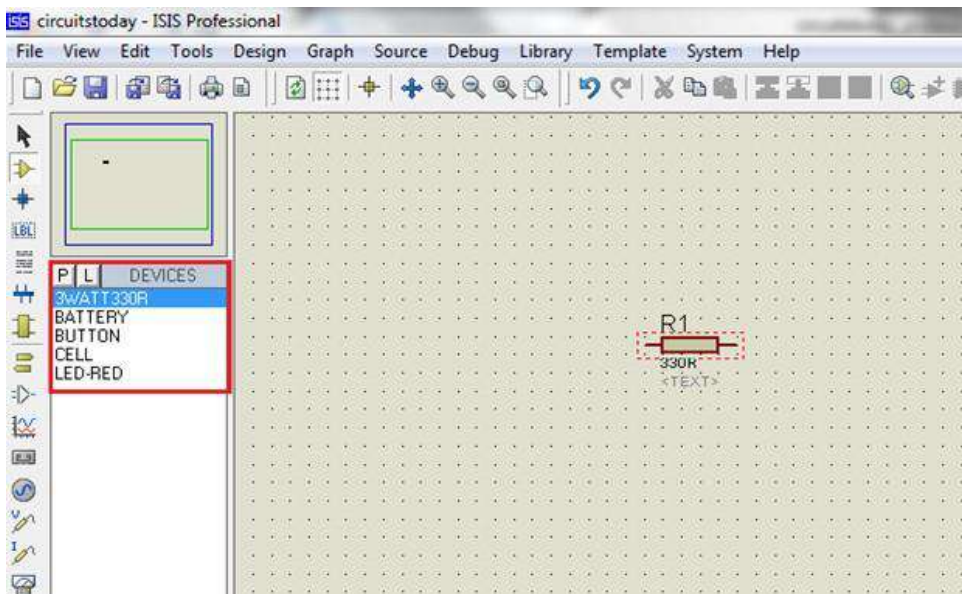 ISIS circuitstoday - ISIS Professional
File View Edit Tools Design Graph Source Debug Library Template System Help
LBL
P L DEVICES
3WATT330R
BATTERY
BUTTON
CELL
LED-RED
R1
330R
<TEXT>
V
I